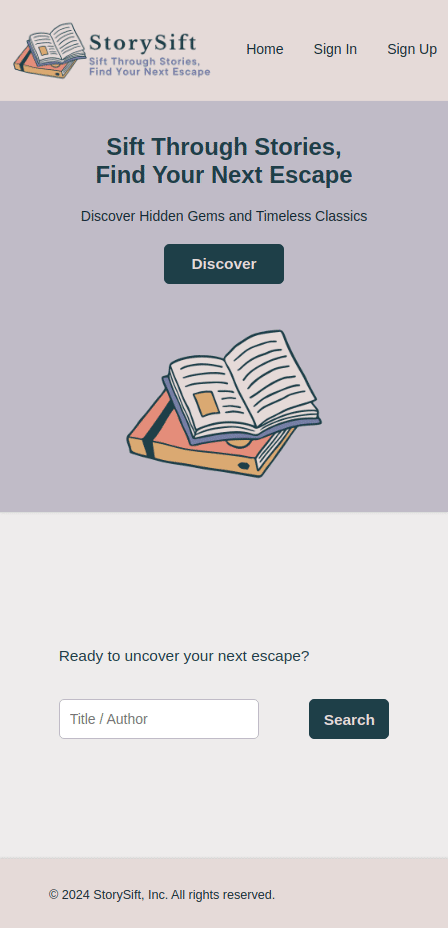 StorySift
Sift Through Stories,
Find Your Next Escape
Home
Sign In
Sign Up
Sift Through Stories,
Find Your Next Escape
Discover Hidden Gems and Timeless Classics
Discover
Ready to uncover your next escape?
Title / Author
Search
© 2024 StorySift, Inc. All rights reserved.